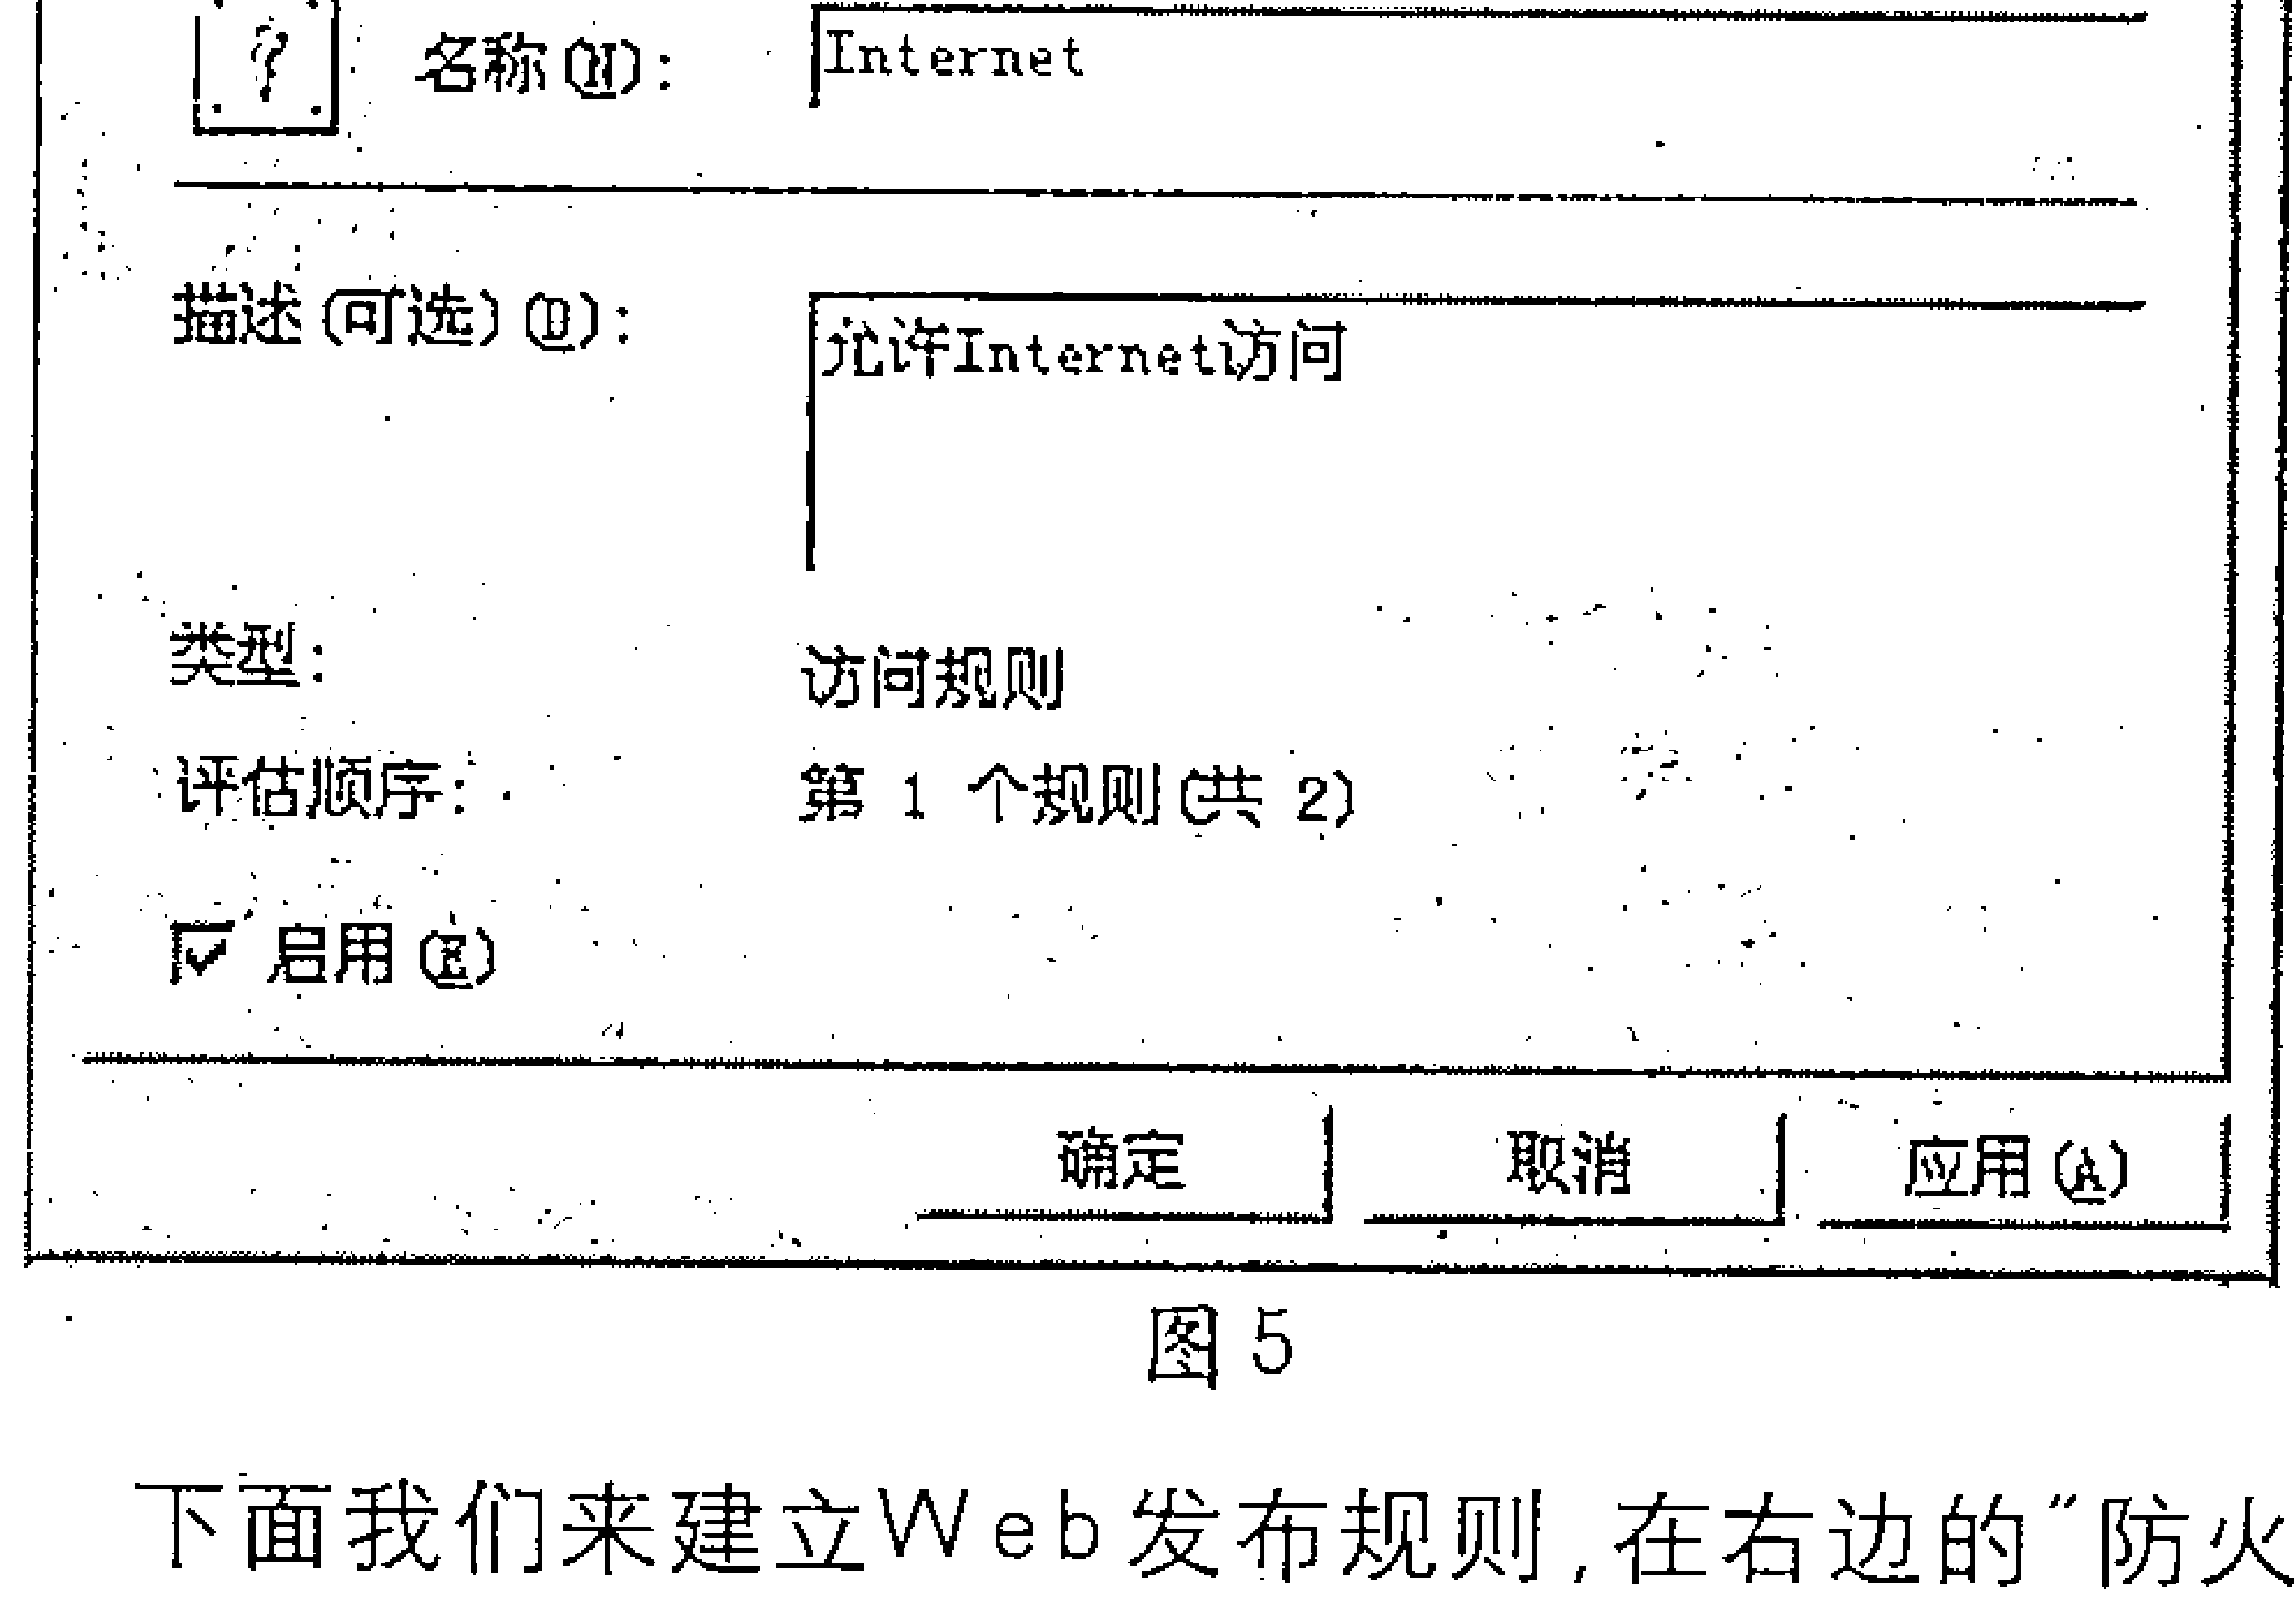 名称(N): Internet
描述(可选)(D): 允许Internet访问
类型: 访问规则
评估顺序: 第 1 个规则(共 2)
启用(E)
确定 取消 应用(A)
图5
下面我们来建立Web发布规则,在右边的"防火